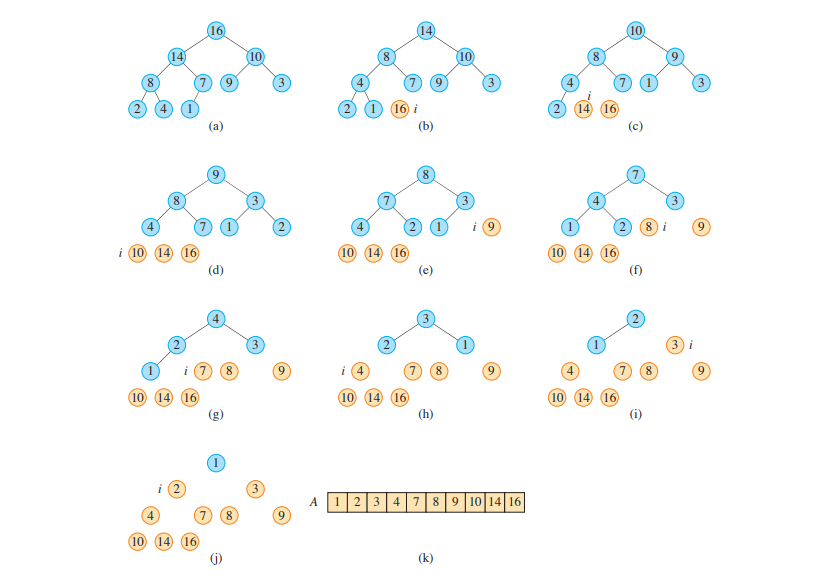 16 14 10
14 10 8 10 10 9
8 7 9 3 4 7 9 3 4 7 1 3
i
2 4 1 2 1 16 i 2 14 16
(a) (b) (c)
9 8 7
8 3 7 3 4 3
4 7 1 2 4 2 1 i 9 1 2 8 i 9
i 10 14 16 10 14 16 10 14 16
(d) (e) (f)
4 3 2
2 3 2 1 1 3 i
1 i 7 8 9 i 4 7 8 9 4 7 8 9
10 14 16 10 14 16 10 14 16
(g) (h) (i)
1
i 2 3
A 1 2 3 4 7 8 9 10 14 16
4 7 8 9
10 14 16
(j) (k)